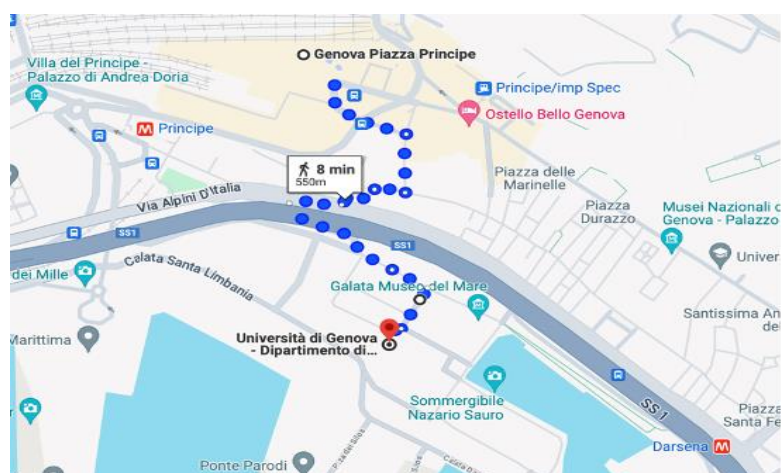 Genova Piazza Principe
Villa del Principe -
Palazzo di Andrea Doria
Principe/imp Spec
Ostello Bello Genova
Principe
8 min
550m
Piazza delle
Marinelle
Via Alpini D'Italia
Piazza
Durazzo
Musei Nazionali
Genova - Palazzo
SS1
SS1
Univer
dei Mille
Calata Santa Limbania
Galata Museo del Mare
Santissima An
de
Marittima
Università di Genova
- Dipartimento di...
Sommergibile
Nazario Sauro
SS1
Piazza
Santa Fe
Darsena
Ponte Parodi